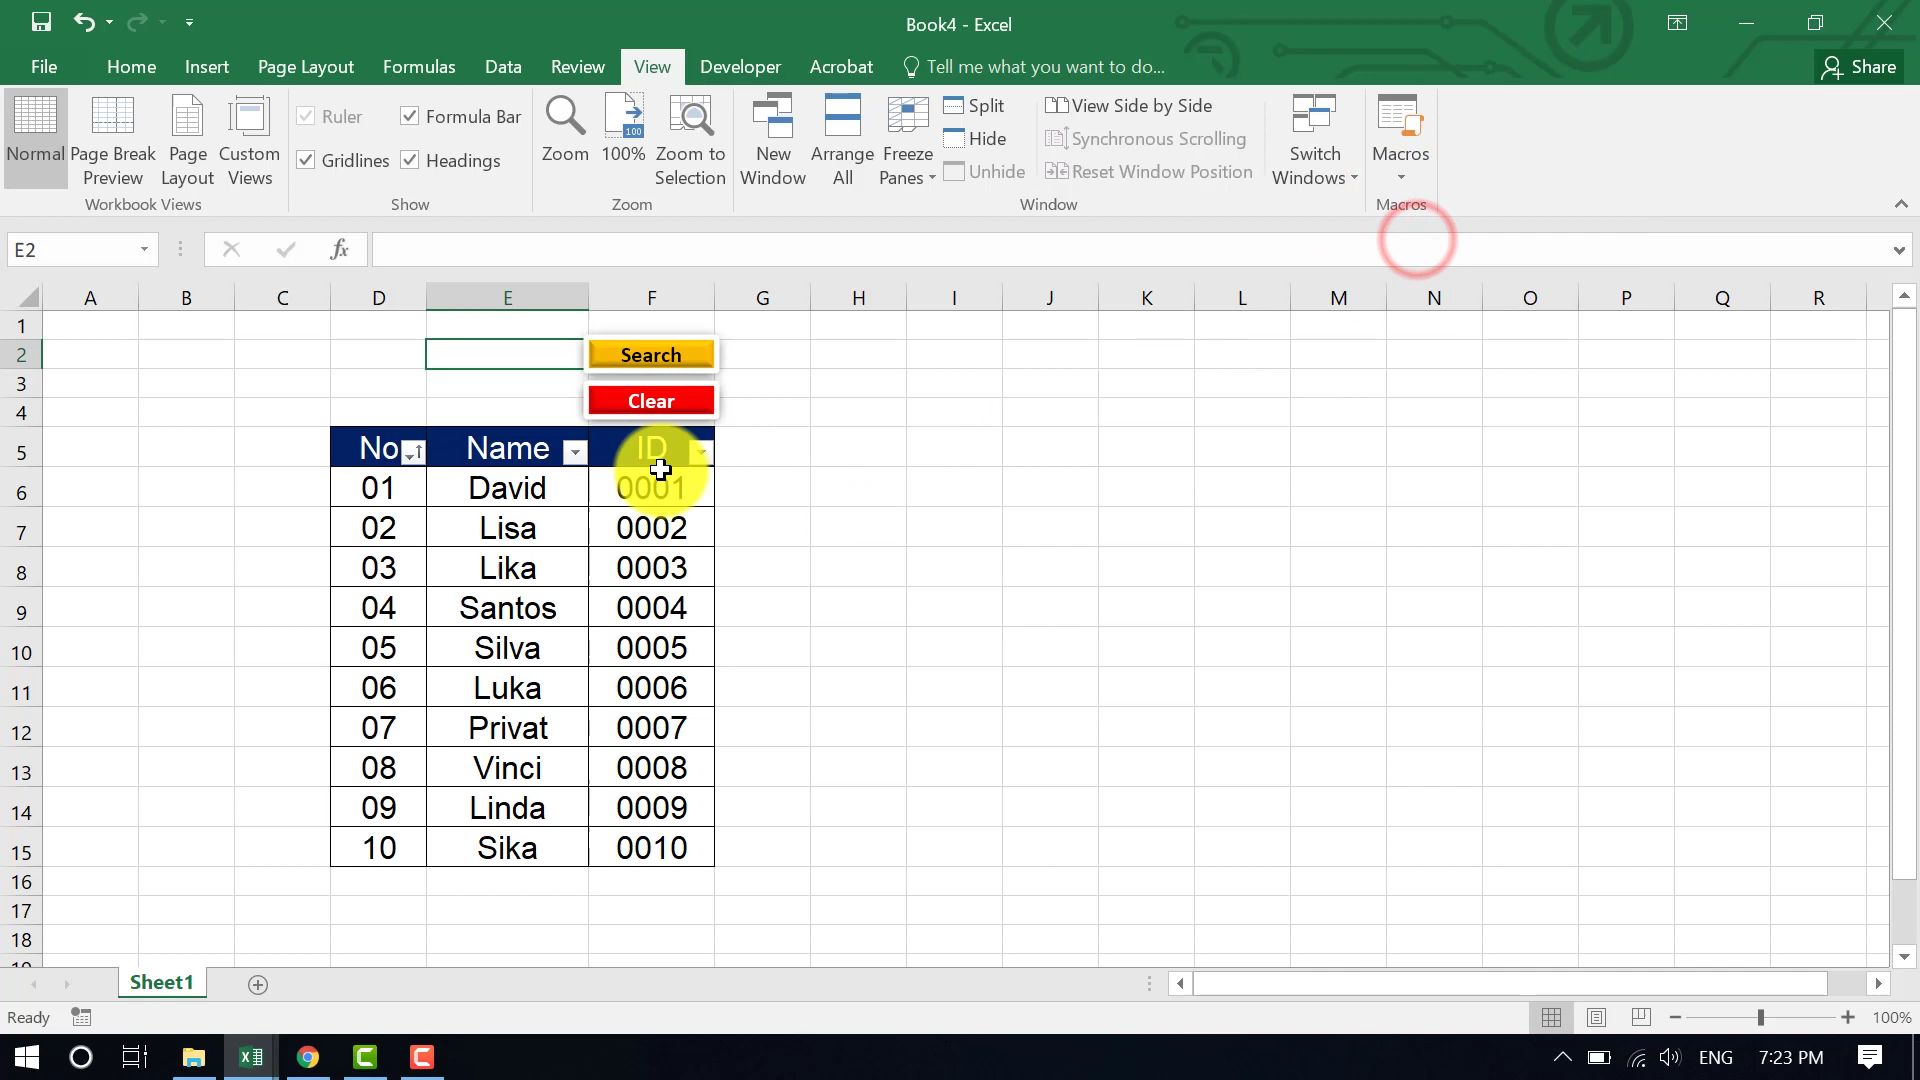 Book4 - Excel
File Home Insert Page Layout Formulas Data Review View Developer Acrobat Tell me what you want to do... Share
Normal Page Break Preview Page Layout Custom Views
Workbook Views
Ruler Formula Bar
Gridlines Headings
Show
Zoom 100% Zoom to Selection
100
Zoom
New Window Arrange All Freeze Panes
Split View Side by Side
Hide Synchronous Scrolling
Unhide Reset Window Position
Window
Switch Windows
Macros
Macros
E2 fx
A B C D E F G H I J K L M N O P Q R
1
2 Search
3
4 Clear
5 No Name ID
6 01 David 0001
7 02 Lisa 0002
8 03 Lika 0003
9 04 Santos 0004
10 05 Silva 0005
11 06 Luka 0006
12 07 Privat 0007
13 08 Vinci 0008
14 09 Linda 0009
15 10 Sika 0010
16
17
18
19
Sheet1
Ready 100%
ENG 7:23 PM